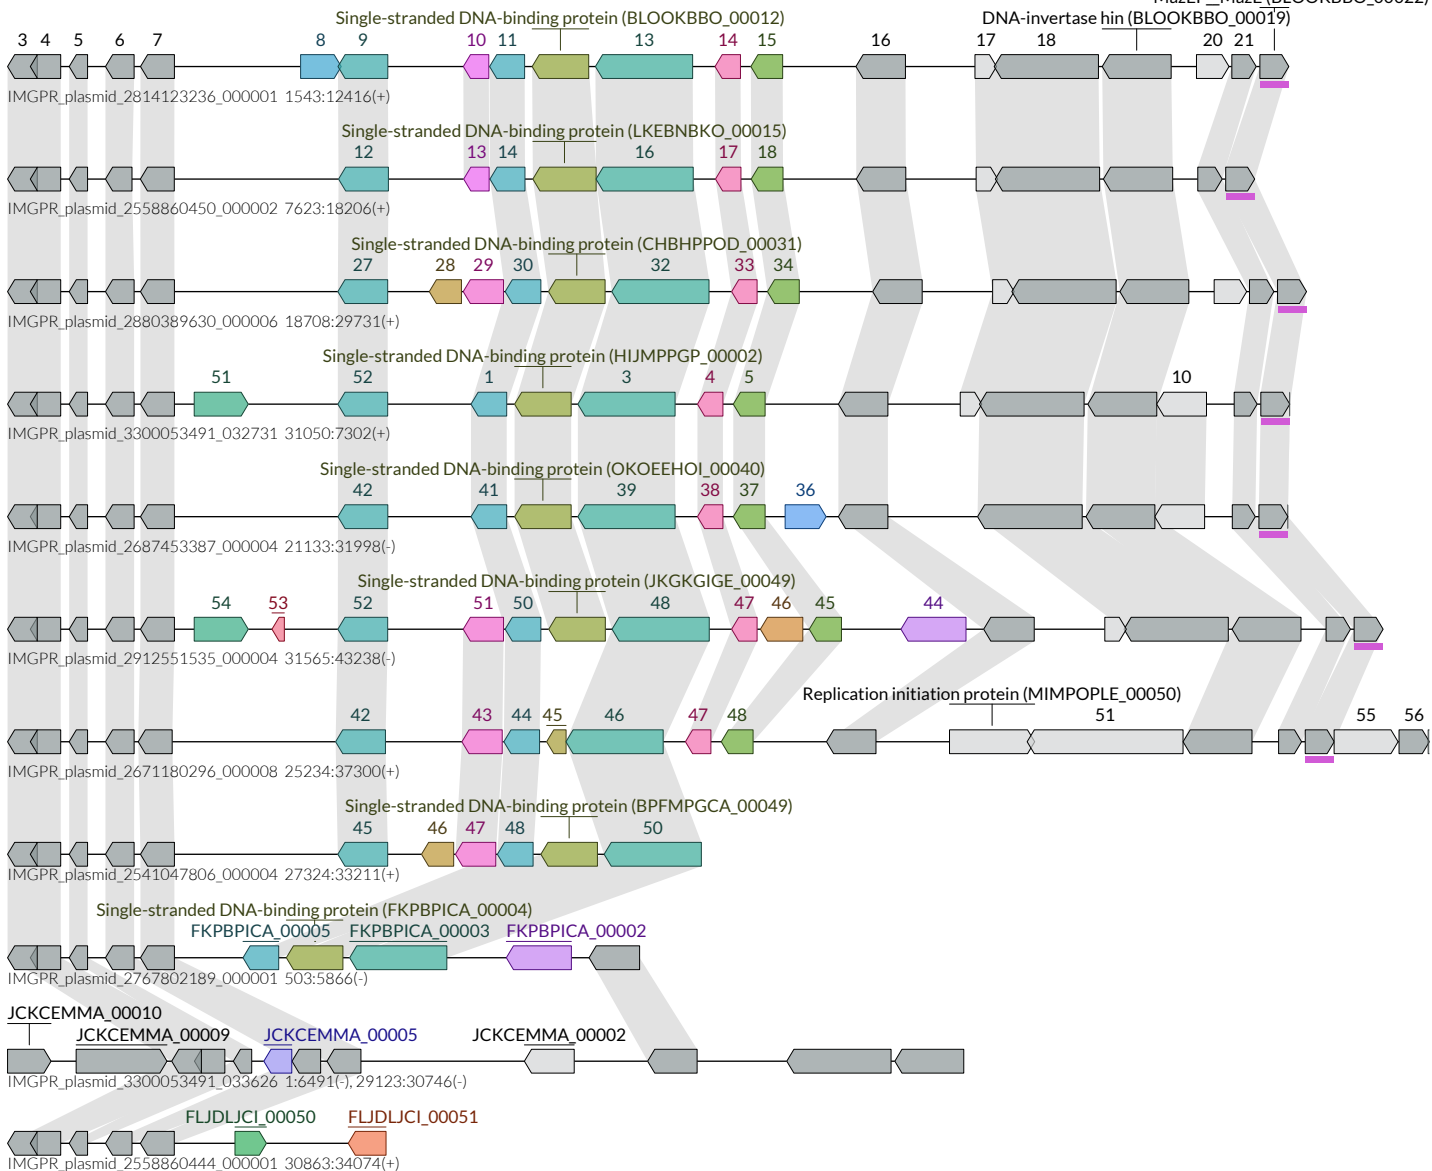 MazEF__MazE (BLOOKBBO_00022)
Single-stranded DNA-binding protein (BLOOKBBO_00012)
DNA-invertase hin (BLOOKBBO_00019)
3 4 5 6 7 8 9 10 11 13 14 15 16 17 18 20 21
IMGPR_plasmid_2814123236_000001 1543:12416(+)
Single-stranded DNA-binding protein (LKEBNBKO_00015)
12 13 14 16 17 18
IMGPR_plasmid_2558860450_000002 7623:18206(+)
Single-stranded DNA-binding protein (CHBHPPOD_00031)
27 28 29 30 32 33 34
IMGPR_plasmid_2880389630_000006 18708:29731(+)
Single-stranded DNA-binding protein (HIJMPPGP_00002)
51 52 1 3 4 5 10
IMGPR_plasmid_3300053491_032731 31050:7302(+)
Single-stranded DNA-binding protein (OKOEEHOI_00040)
42 41 39 38 37 36
IMGPR_plasmid_2687453387_000004 21133:31998(-)
Single-stranded DNA-binding protein (JKGKGIGE_00049)
54 53 52 51 50 48 47 46 45 44
IMGPR_plasmid_2912551535_000004 31565:43238(-)
Replication initiation protein (MIMPOPLE_00050)
42 43 44 45 46 47 48 51 55 56
IMGPR_plasmid_2671180296_000008 25234:37300(+)
Single-stranded DNA-binding protein (BPFMPGCA_00049)
45 46 47 48 50
IMGPR_plasmid_2541047806_000004 27324:33211(+)
Single-stranded DNA-binding protein (FKPBPICA_00004)
FKPBPICA_00005 FKPBPICA_00003 FKPBPICA_00002
IMGPR_plasmid_2767802189_000001 503:5866(-)
JCKCEMMA_00010
JCKCEMMA_00009 JCKCEMMA_00005 JCKCEMMA_00002
IMGPR_plasmid_3300053491_033626 1:6491(-), 29123:30746(-)
FLJDLJCI_00050 FLJDLJCI_00051
IMGPR_plasmid_2558860444_000001 30863:34074(+)